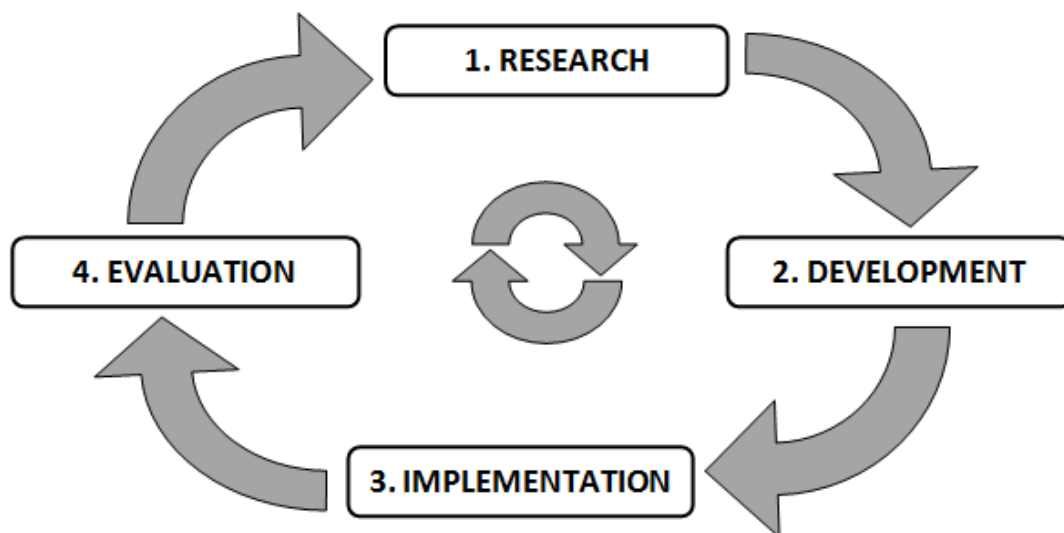 1. RESEARCH
2. DEVELOPMENT
3. IMPLEMENTATION
4. EVALUATION